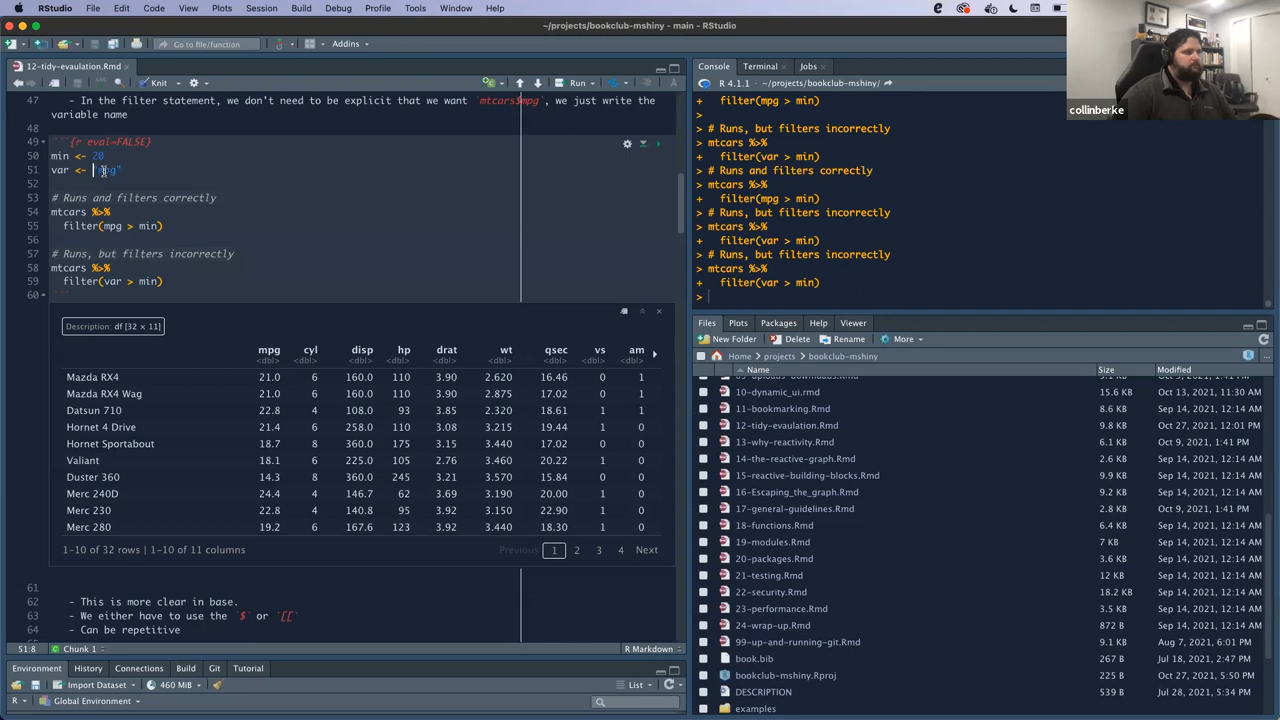 RStudio
File
Edit
Code
View
Plots
Session
Build
Debug
Profile
Tools
Window
Help
~/projects/bookclub-mshiny - main - RStudio
Go to file/function
Addins
12-tidy-evaulation.Rmd
Knit
Run
47 - In the filter statement, we don't need to be explicit that we want `mtcars$mpg`, we just write the
variable name
48
49 ```{r eval=FALSE}
50 min <- 20
51 var <- "mpg"
52
53 # Runs and filters correctly
54 mtcars %>%
55 filter(mpg > min)
56
57 # Runs, but filters incorrectly
58 mtcars %>%
59 filter(var > min)
60 ```
Description: df [32 × 11]
mpg cyl disp hp drat wt qsec vs am
<dbl> <dbl> <dbl> <dbl> <dbl> <dbl> <dbl> <dbl> <dbl>
Mazda RX4 21.0 6 160.0 110 3.90 2.620 16.46 0 1
Mazda RX4 Wag 21.0 6 160.0 110 3.90 2.875 17.02 0 1
Datsun 710 22.8 4 108.0 93 3.85 2.320 18.61 1 1
Hornet 4 Drive 21.4 6 258.0 110 3.08 3.215 19.44 1 0
Hornet Sportabout 18.7 8 360.0 175 3.15 3.440 17.02 0 0
Valiant 18.1 6 225.0 105 2.76 3.460 20.22 1 0
Duster 360 14.3 8 360.0 245 3.21 3.570 15.84 0 0
Merc 240D 24.4 4 146.7 62 3.69 3.190 20.00 1 0
Merc 230 22.8 4 140.8 95 3.92 3.150 22.90 1 0
Merc 280 19.2 6 167.6 123 3.92 3.440 18.30 1 0
1-10 of 32 rows | 1-10 of 11 columns
Previous 1 2 3 4 Next
61
62 - This is more clear in base.
63 - We either have to use the `$` or `[[`
64 - Can be repetitive
51:8
Chunk 1
R Markdown
Environment History Connections Build Git Tutorial
Import Dataset
460 MiB
List
R
Global Environment
Console Terminal Jobs
R 4.1.1 · ~/projects/bookclub-mshiny/
+ filter(mpg > min)
>
> # Runs, but filters incorrectly
> mtcars %>%
+ filter(var > min)
> # Runs and filters correctly
> mtcars %>%
+ filter(mpg > min)
> # Runs, but filters incorrectly
> mtcars %>%
+ filter(var > min)
> # Runs, but filters incorrectly
> mtcars %>%
+ filter(var > min)
>
collinberke
Files Plots Packages Help Viewer
New Folder Delete Rename More
Home projects bookclub-mshiny
Name Size Modified
10-dynamic_ui.rmd 15.6 KB Oct 13, 2021, 11:30 AM
11-bookmarking.Rmd 8.6 KB Sep 14, 2021, 12:14 AM
12-tidy-evaulation.Rmd 9.8 KB Oct 27, 2021, 12:01 PM
13-why-reactivity.Rmd 6.1 KB Oct 9, 2021, 1:41 PM
14-the-reactive-graph.Rmd 2.6 KB Sep 14, 2021, 12:14 AM
15-reactive-building-blocks.Rmd 9.9 KB Sep 14, 2021, 12:14 AM
16-Escaping_the_graph.Rmd 9.2 KB Sep 14, 2021, 12:14 AM
17-general-guidelines.Rmd 2.8 KB Oct 9, 2021, 1:41 PM
18-functions.Rmd 6.4 KB Sep 14, 2021, 12:14 AM
19-modules.Rmd 7 KB Sep 14, 2021, 12:14 AM
20-packages.Rmd 3.6 KB Sep 14, 2021, 12:14 AM
21-testing.Rmd 12 KB Sep 14, 2021, 12:14 AM
22-security.Rmd 18.2 KB Sep 14, 2021, 12:14 AM
23-performance.Rmd 3.5 KB Sep 14, 2021, 12:14 AM
24-wrap-up.Rmd 872 B Sep 14, 2021, 12:14 AM
99-up-and-running-git.Rmd 9.1 KB Aug 7, 2021, 6:01 PM
book.bib 267 B Jul 18, 2021, 2:47 PM
bookclub-mshiny.Rproj 225 B Oct 27, 2021, 5:50 PM
DESCRIPTION 539 B Jul 28, 2021, 5:34 PM
examples